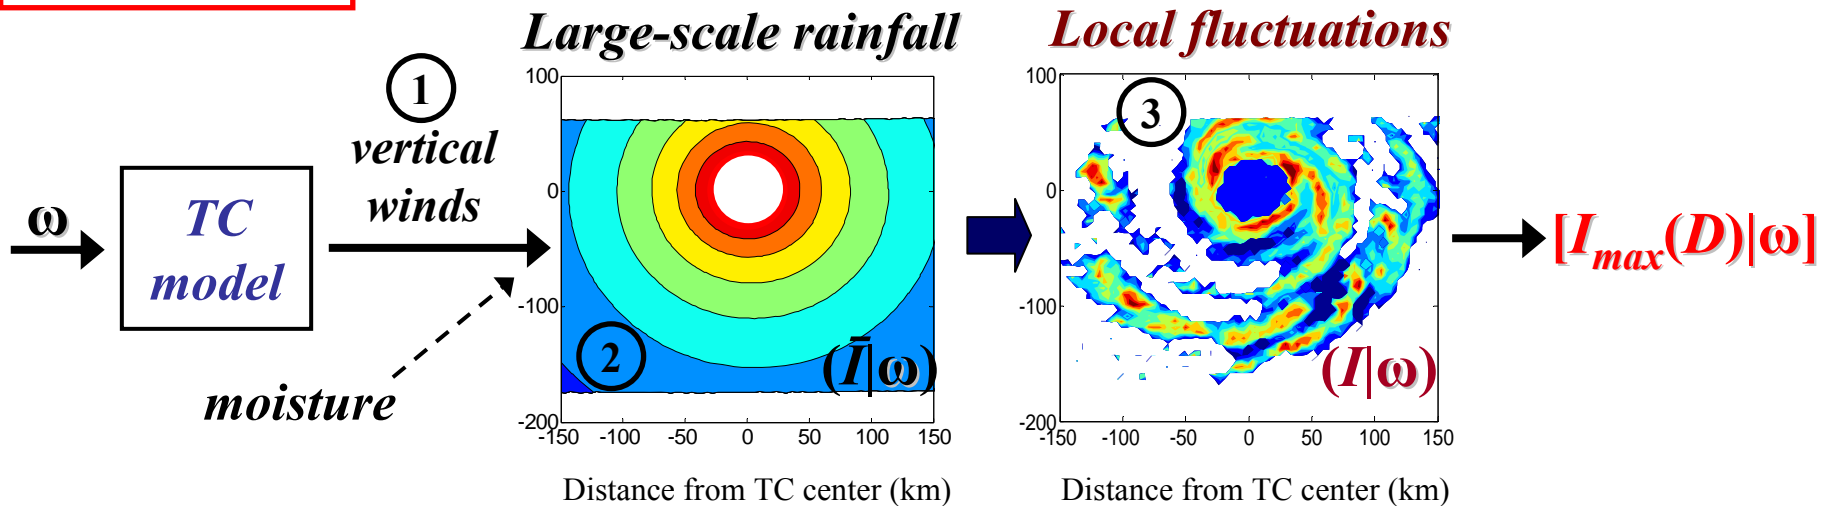 Large-scale rainfall
Local fluctuations
1
vertical
winds
ω
TC
model
moisture
100
0
-100
-200
-150 -100 -50 0 50 100 150
2
(Ī|ω)
Distance from TC center (km)
100
0
-100
-200
-150 -100 -50 0 50 100 150
3
(I|ω)
Distance from TC center (km)
[I_max(D)|ω]